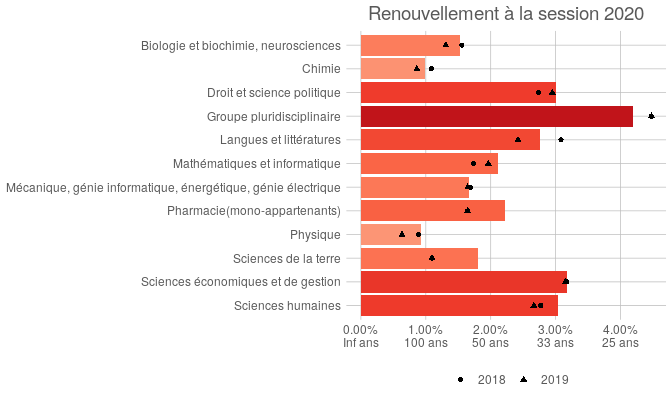 Renouvellement à la session 2020
Biologie et biochimie, neurosciences
Chimie
Droit et science politique
Groupe pluridisciplinaire
Langues et littératures
Mathématiques et informatique
Mécanique, génie informatique, énergétique, génie électrique
Pharmacie(mono-appartenants)
Physique
Sciences de la terre
Sciences économiques et de gestion
Sciences humaines
0.00% 1.00% 2.00% 3.00% 4.00%
Inf ans 100 ans 50 ans 33 ans 25 ans
2018 2019